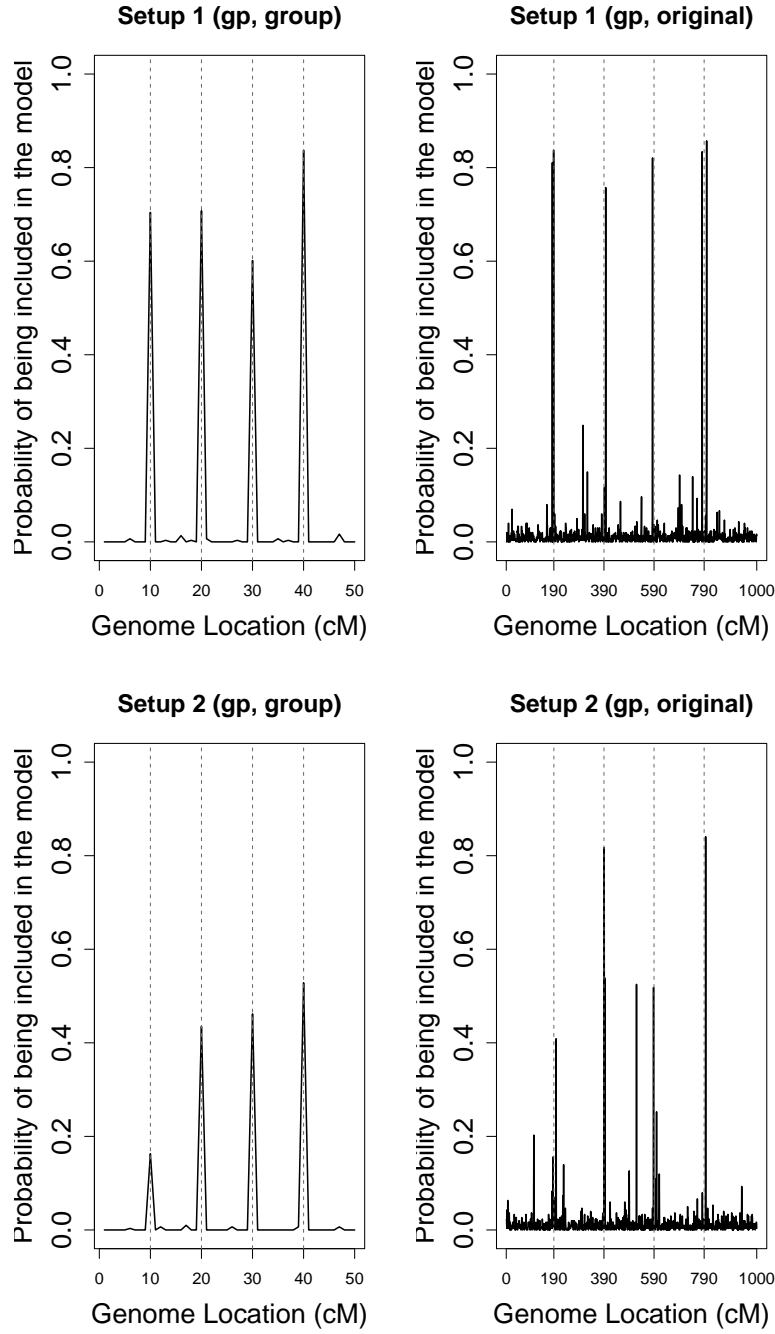 Setup 1 (gp, group)
Probability of being included in the model
0.0 0.2 0.4 0.6 0.8 1.0
0 10 20 30 40 50
Genome Location (cM)
Setup 1 (gp, original)
Probability of being included in the model
0.0 0.2 0.4 0.6 0.8 1.0
0 190 390 590 790 1000
Genome Location (cM)
Setup 2 (gp, group)
Probability of being included in the model
0.0 0.2 0.4 0.6 0.8 1.0
0 10 20 30 40 50
Genome Location (cM)
Setup 2 (gp, original)
Probability of being included in the model
0.0 0.2 0.4 0.6 0.8 1.0
0 190 390 590 790 1000
Genome Location (cM)